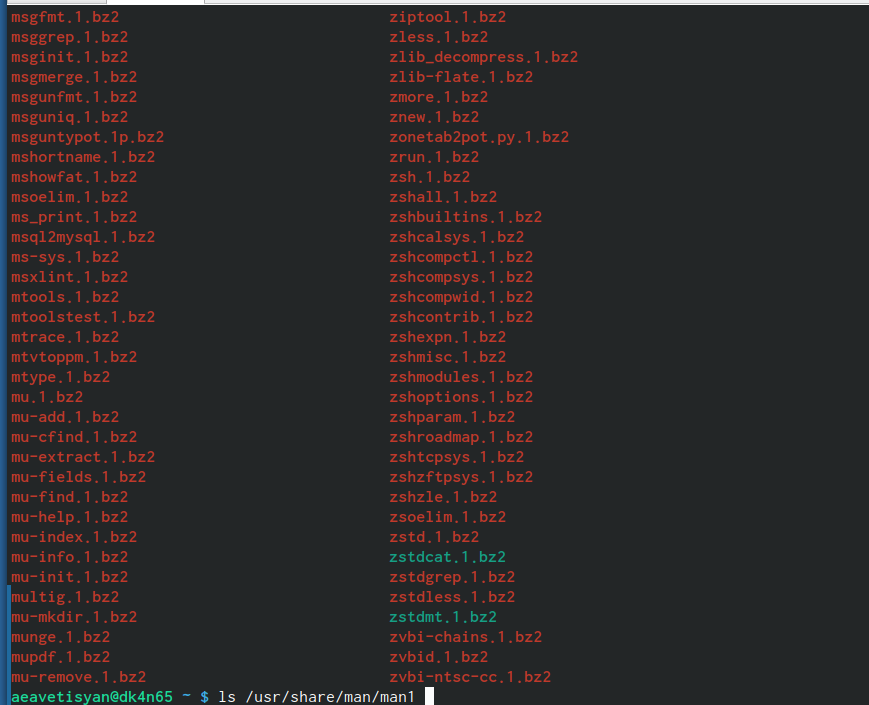 msgfmt.1.bz2 ziptool.1.bz2
msggrep.1.bz2 zless.1.bz2
msginit.1.bz2 zlib_decompress.1.bz2
msgmerge.1.bz2 zlib-flate.1.bz2
msgunfmt.1.bz2 zmore.1.bz2
msguniq.1.bz2 znew.1.bz2
msguntypot.1p.bz2 zonetab2pot.py.1.bz2
mshortname.1.bz2 zrun.1.bz2
mshowfat.1.bz2 zsh.1.bz2
msoelim.1.bz2 zshall.1.bz2
ms_print.1.bz2 zshbuiltins.1.bz2
msql2mysql.1.bz2 zshcalsys.1.bz2
ms-sys.1.bz2 zshcompctl.1.bz2
msxlint.1.bz2 zshcompsys.1.bz2
mtools.1.bz2 zshcompwid.1.bz2
mtoolstest.1.bz2 zshcontrib.1.bz2
mtrace.1.bz2 zshexpn.1.bz2
mtvtoppm.1.bz2 zshmisc.1.bz2
mtype.1.bz2 zshmodules.1.bz2
mu.1.bz2 zshoptions.1.bz2
mu-add.1.bz2 zshparam.1.bz2
mu-cfind.1.bz2 zshroadmap.1.bz2
mu-extract.1.bz2 zshtcpsys.1.bz2
mu-fields.1.bz2 zshzftpsys.1.bz2
mu-find.1.bz2 zshzle.1.bz2
mu-help.1.bz2 zsoelim.1.bz2
mu-index.1.bz2 zstd.1.bz2
mu-info.1.bz2 zstdcat.1.bz2
mu-init.1.bz2 zstdgrep.1.bz2
multig.1.bz2 zstdless.1.bz2
mu-mkdir.1.bz2 zstdmt.1.bz2
munge.1.bz2 zvbi-chains.1.bz2
mupdf.1.bz2 zvbid.1.bz2
mu-remove.1.bz2 zvbi-ntsc-cc.1.bz2
aeavetisyan@dk4n65 ~ $ ls /usr/share/man/man1